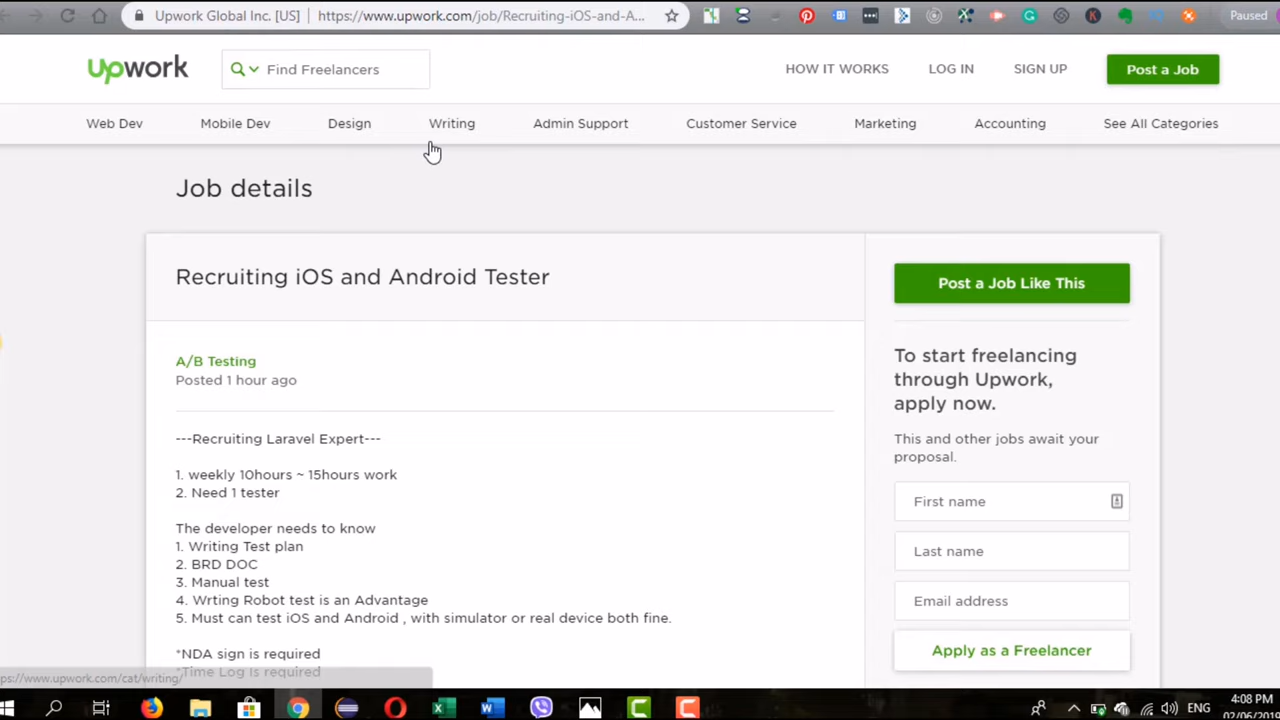 Upwork Global Inc. [US] https://www.upwork.com/job/Recruiting-iOS-and-A...
Paused
upwork
Find Freelancers
HOW IT WORKS
LOG IN
SIGN UP
Post a Job
Web Dev
Mobile Dev
Design
Writing
Admin Support
Customer Service
Marketing
Accounting
See All Categories
Job details
Recruiting iOS and Android Tester
A/B Testing
Posted 1 hour ago
---Recruiting Laravel Expert---
1. weekly 10hours ~ 15hours work
2. Need 1 tester
The developer needs to know
1. Writing Test plan
2. BRD DOC
3. Manual test
4. Wrting Robot test is an Advantage
5. Must can test iOS and Android , with simulator or real device both fine.
*NDA sign is required
*Time Log is required
Post a Job Like This
To start freelancing
through Upwork,
apply now.
This and other jobs await your
proposal.
First name
Last name
Email address
Apply as a Freelancer
ps://www.upwork.com/cat/writing/
ENG
4:08 PM
02/06/2019